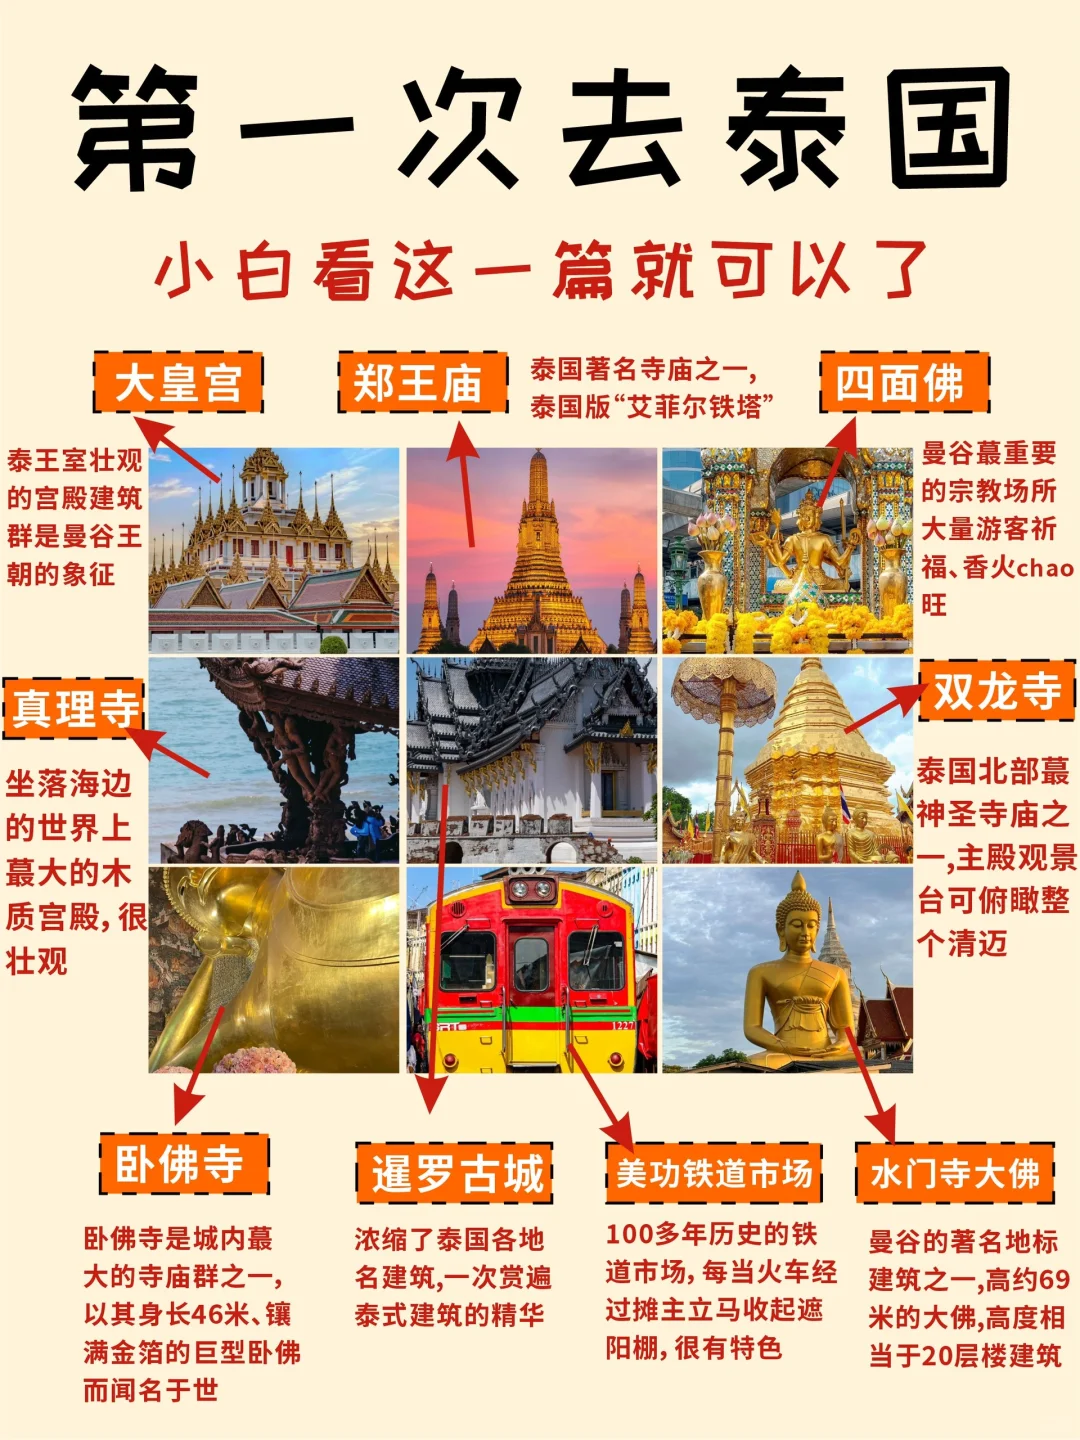 第一次去泰国
小白看这一篇就可以了
大皇宫
泰王室壮观
的宫殿建筑
群是曼谷王
朝的象征
郑王庙
泰国著名寺庙之一,
泰国版“艾菲尔铁塔”
四面佛
曼谷蕞重要
的宗教场所
大量游客祈
福、香火chao
旺
真理寺
坐落海边
的世界上
蕞大的木
质宫殿,很
壮观
双龙寺
泰国北部蕞
神圣寺庙之
一,主殿观景
台可俯瞰整
个清迈
1227
卧佛寺
卧佛寺是城内蕞
大的寺庙群之一,
以其身长46米、镶
满金箔的巨型卧佛
而闻名于世
暹罗古城
浓缩了泰国各地
名建筑,一次赏遍
泰式建筑的精华
美功铁道市场
100多年历史的铁
道市场,每当火车经
过摊主立马收起遮
阳棚,很有特色
水门寺大佛
曼谷的著名地标
建筑之一,高约69
米的大佛,高度相
当于20层楼建筑